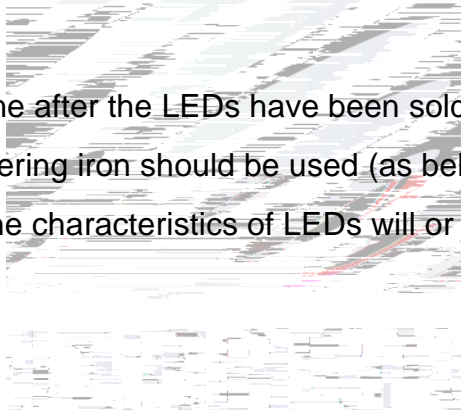 ne after the LEDs have been sold
ering iron should be used (as bel
ne characteristics of LEDs will or